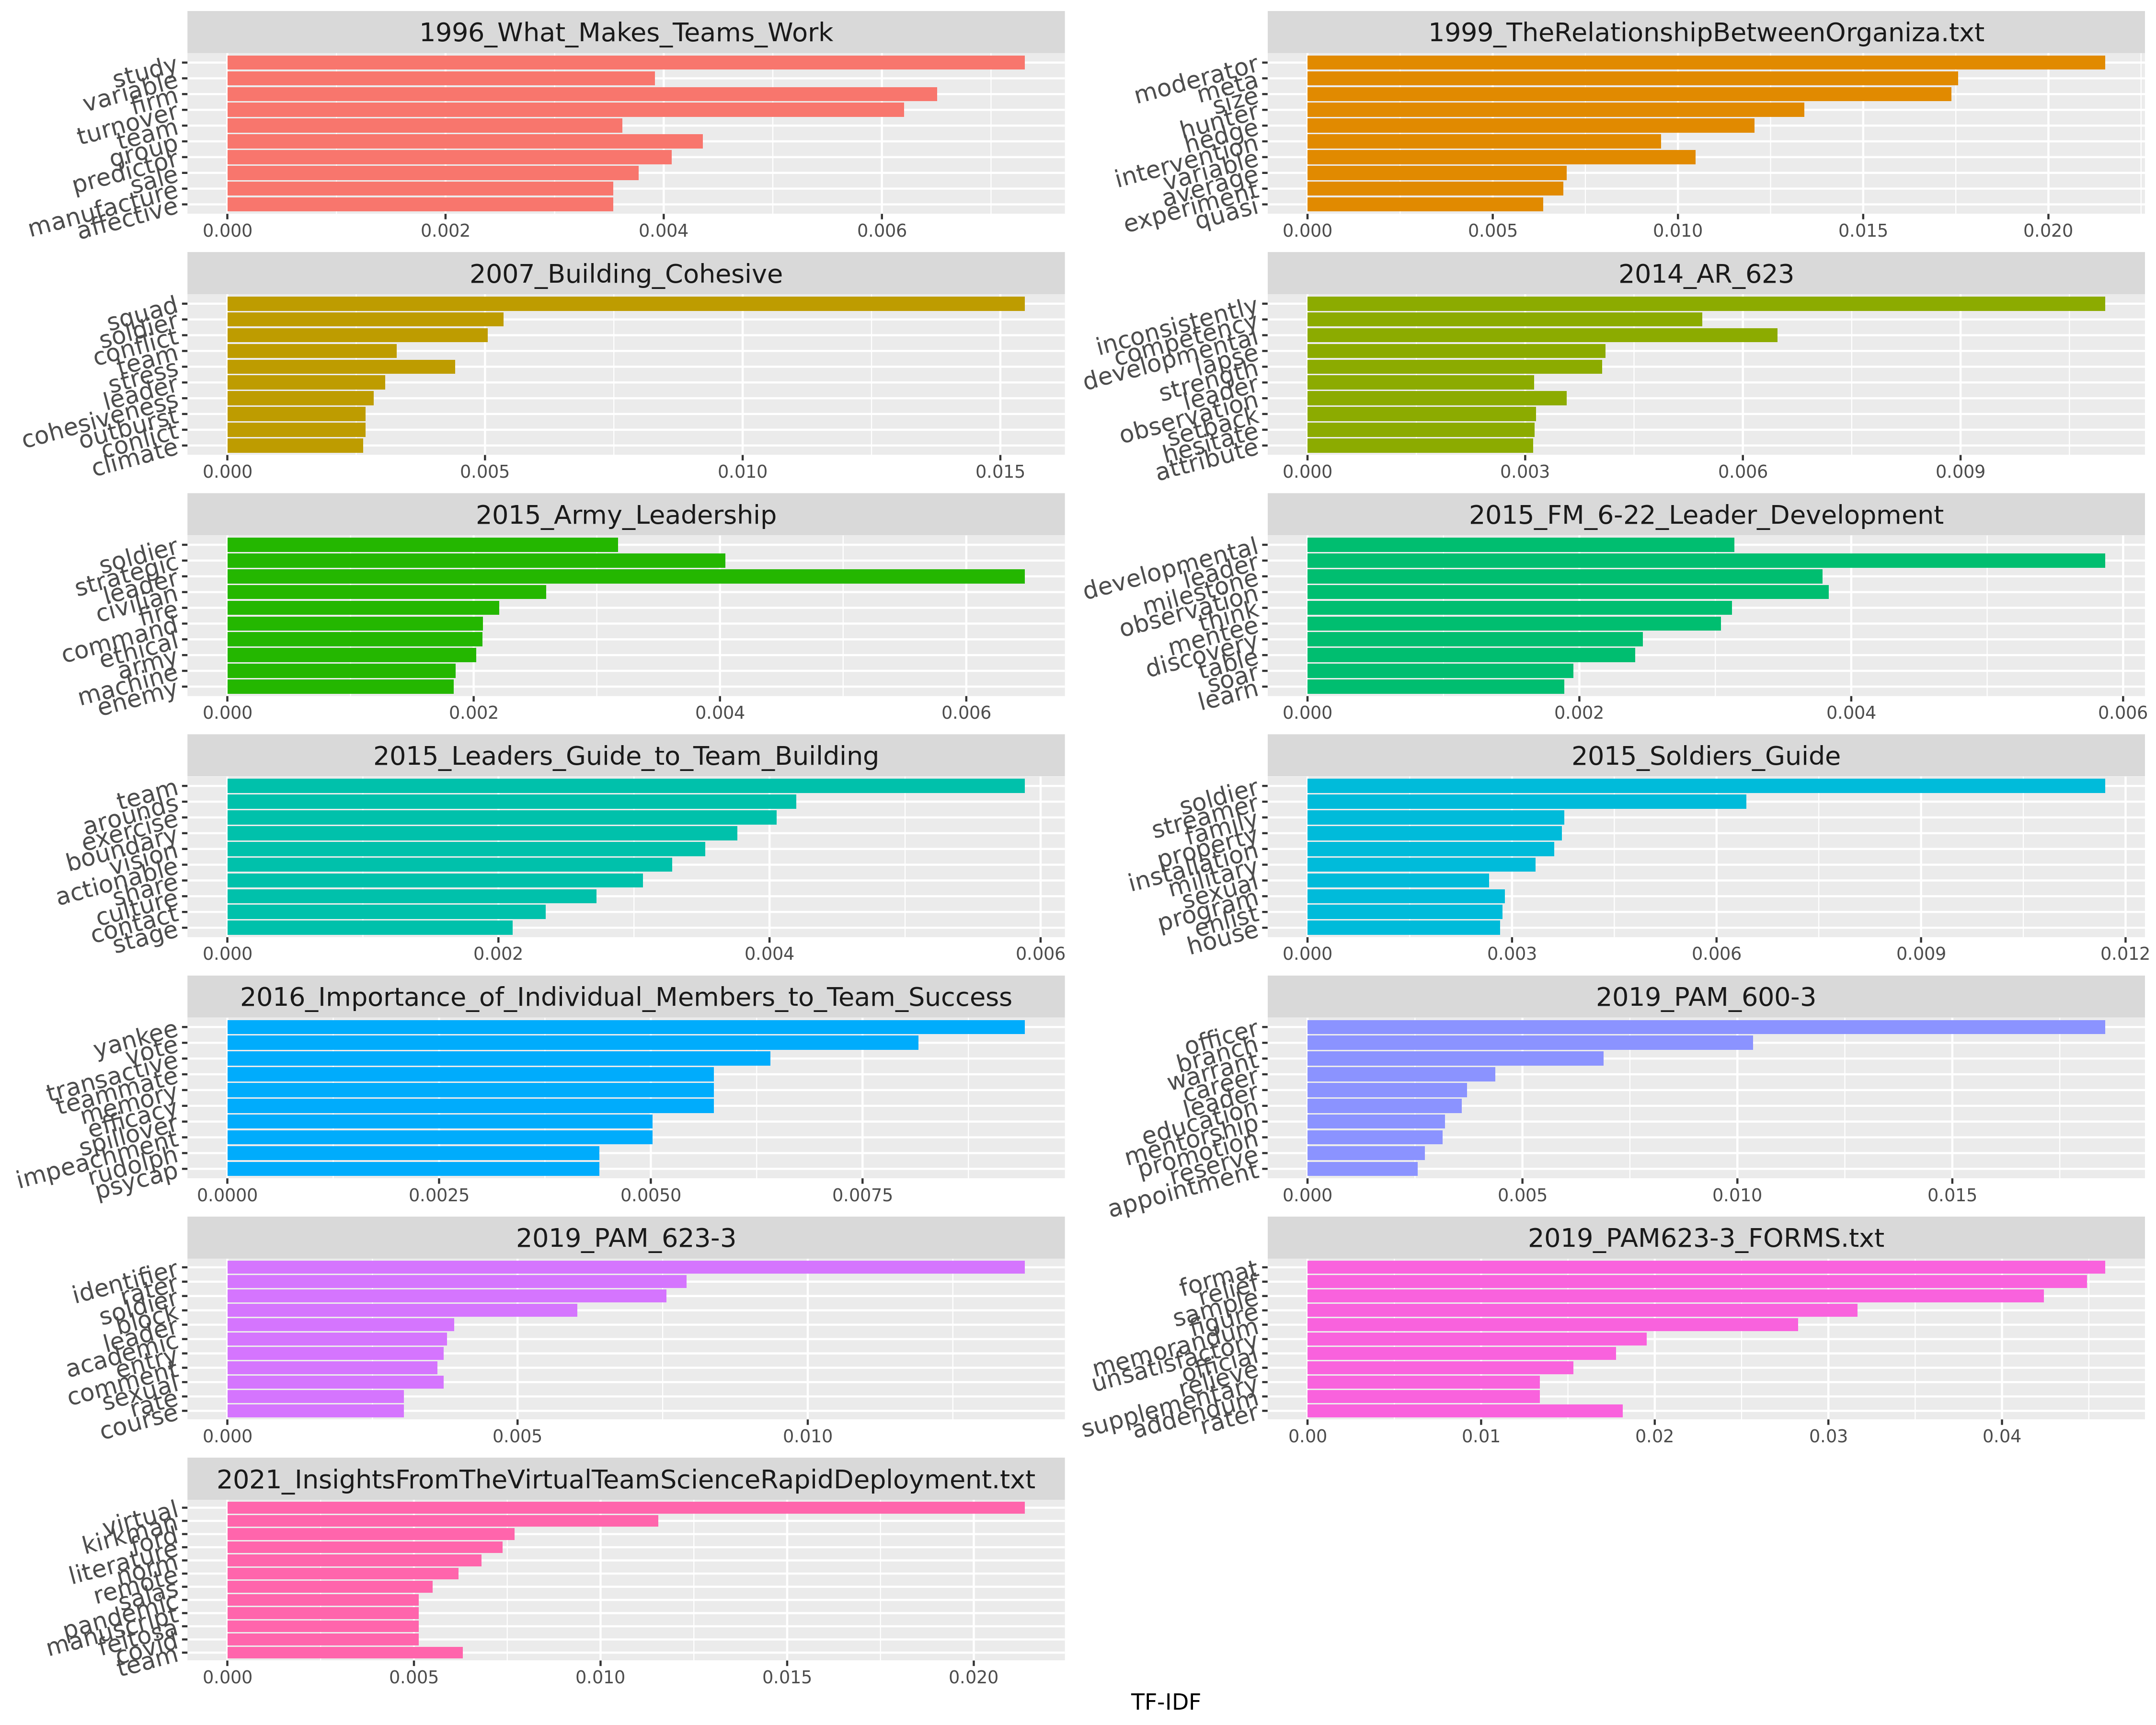 1996_What_Makes_Teams_Work
study
variable
firm
turnover
team
group
predictor
sale
manufacture
affective
0.000 0.002 0.004 0.006
1999_TheRelationshipBetweenOrganiza.txt
moderator
meta
size
hunter
hedge
intervention
variable
average
experiment
quasi
0.000 0.005 0.010 0.015 0.020
2007_Building_Cohesive
squad
soldier
conflict
team
stress
leader
cohesiveness
outburst
conlict
climate
0.000 0.005 0.010 0.015
2014_AR_623
inconsistently
competency
developmental
lapse
strength
leader
observation
setback
hesitate
attribute
0.000 0.003 0.006 0.009
2015_Army_Leadership
soldier
strategic
leader
civilian
fire
command
ethical
army
machine
enemy
0.000 0.002 0.004 0.006
2015_FM_6-22_Leader_Development
developmental
leader
milestone
observation
think
mentee
discovery
table
soar
learn
0.000 0.002 0.004 0.006
2015_Leaders_Guide_to_Team_Building
team
arounds
exercise
boundary
vision
actionable
share
culture
contact
stage
0.000 0.002 0.004 0.006
2015_Soldiers_Guide
soldier
streamer
family
property
installation
military
sexual
program
enlist
house
0.000 0.003 0.006 0.009 0.012
2016_Importance_of_Individual_Members_to_Team_Success
yankee
vote
transactive
teammate
memory
efficacy
spillover
impeachment
rudolph
psycap
0.0000 0.0025 0.0050 0.0075
2019_PAM_600-3
officer
branch
warrant
career
leader
education
mentorship
promotion
reserve
appointment
0.000 0.005 0.010 0.015
2019_PAM_623-3
identifier
rater
soldier
block
leader
academic
entry
comment
sexual
rate
course
0.000 0.005 0.010
2019_PAM623-3_FORMS.txt
format
relief
sample
figure
memorandum
unsatisfactory
official
relieve
supplementary
addendum
rater
0.00 0.01 0.02 0.03 0.04
2021_InsightsFromTheVirtualTeamScienceRapidDeployment.txt
virtual
kirkman
ford
literature
norm
remote
salas
pandemic
manuscript
feitosa
covid
team
0.000 0.005 0.010 0.015 0.020
TF-IDF